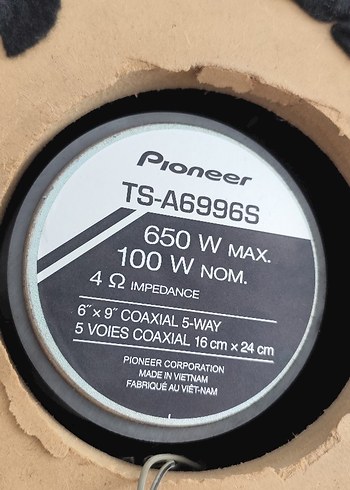 Pioneer
TS-A6996S
650 W MAX.
100 W NOM.
4 Ω IMPEDANCE
6″ × 9″ COAXIAL 5-WAY
5 VOIES COAXIAL 16 cm × 24 cm
PIONEER CORPORATION
MADE IN VIETNAM
FABRIQUÉ AU VIÊT-NAM